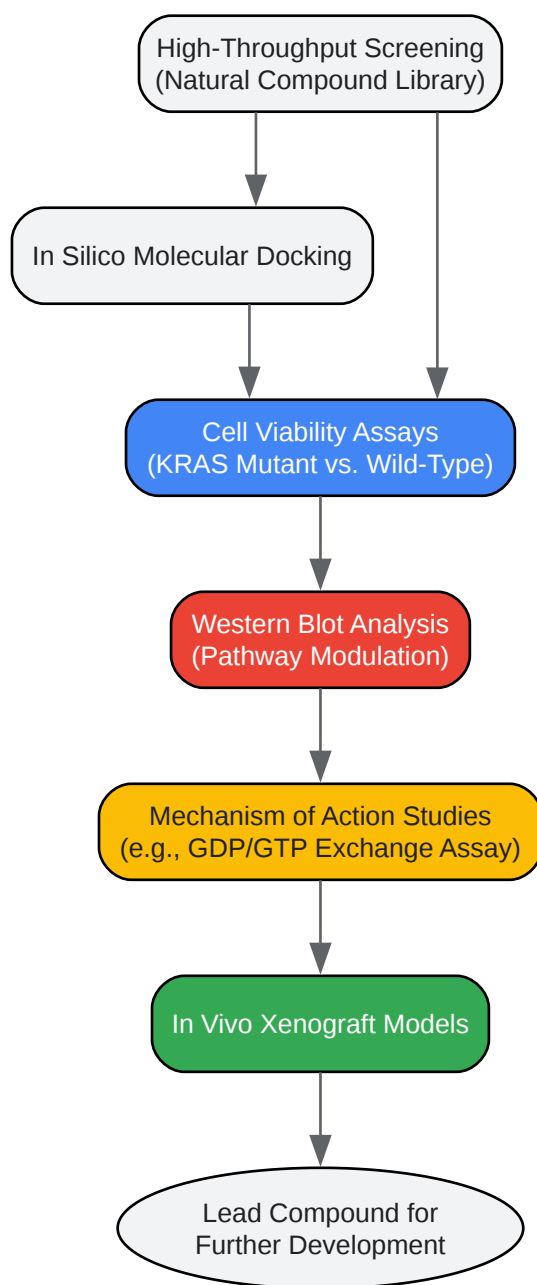 High-Throughput Screening
(Natural Compound Library)
In Silico Molecular Docking
Cell Viability Assays
(KRAS Mutant vs. Wild-Type)
Western Blot Analysis
(Pathway Modulation)
Mechanism of Action Studies
(e.g., GDP/GTP Exchange Assay)
In Vivo Xenograft Models
Lead Compound for
Further Development